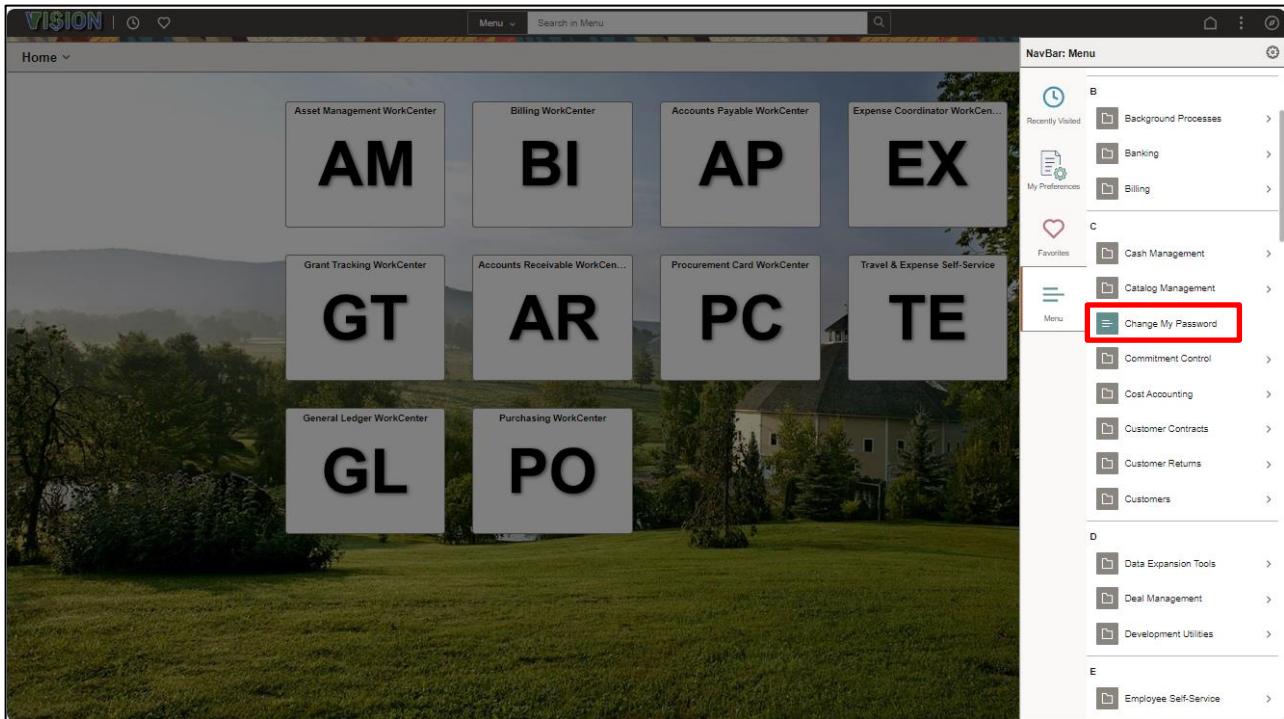 VISION
Menu
Search in Menu
Home
Asset Management WorkCenter
AM
Billing WorkCenter
BI
Accounts Payable WorkCenter
AP
Expense Coordinator WorkCen...
EX
Grant Tracking WorkCenter
GT
Accounts Receivable WorkCen...
AR
Procurement Card WorkCenter
PC
Travel & Expense Self-Service
TE
General Ledger WorkCenter
GL
Purchasing WorkCenter
PO
NavBar: Menu
Recently Visited
My Preferences
Favorites
Menu
B
Background Processes
Banking
Billing
C
Cash Management
Catalog Management
Change My Password
Commitment Control
Cost Accounting
Customer Contracts
Customer Returns
Customers
D
Data Expansion Tools
Deal Management
Development Utilities
E
Employee Self-Service